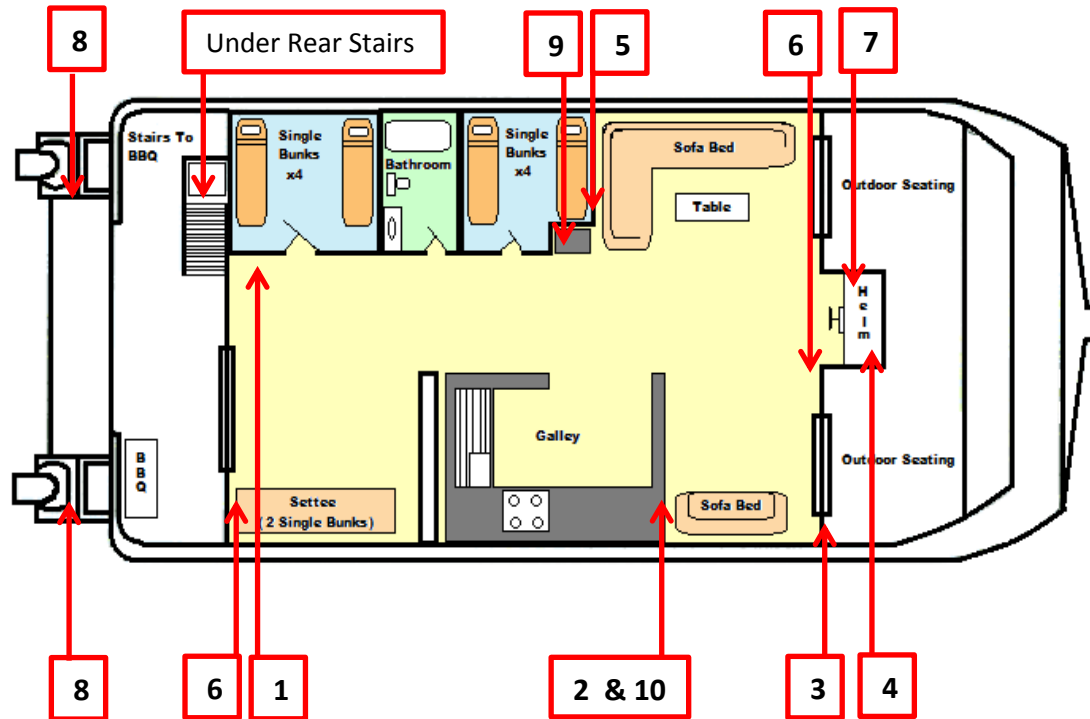 8
Under Rear Stairs
9
5
6
7
Stairs To
BBQ
Single
Bunks
x4
Bathroom
Single
Bunks
x4
Sofa Bed
Table
Outdoor Seating
Helm
Galley
BBQ
Settee
(2 Single Bunks)
Sofa Bed
Outdoor Seating
8
6
1
2 & 10
3
4